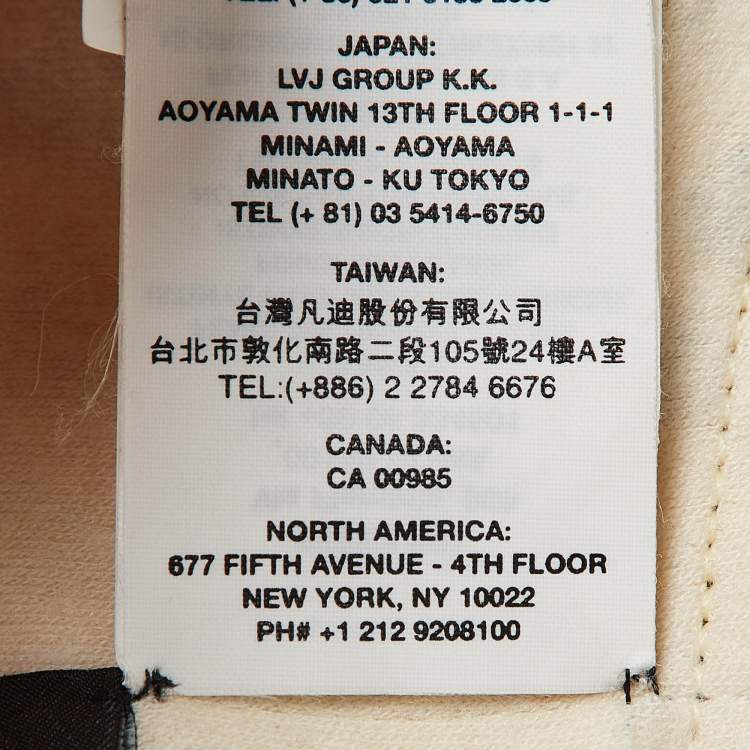 JAPAN:
LVJ GROUP K.K.
AOYAMA TWIN 13TH FLOOR 1-1-1
MINAMI - AOYAMA
MINATO - KU TOKYO
TEL (+ 81) 03 5414-6750
TAIWAN:
台灣凡迪股份有限公司
台北市敦化南路二段105號24樓A室
TEL:(+886) 2 2784 6676
CANADA:
CA 00985
NORTH AMERICA:
677 FIFTH AVENUE - 4TH FLOOR
NEW YORK, NY 10022
PH# +1 212 9208100